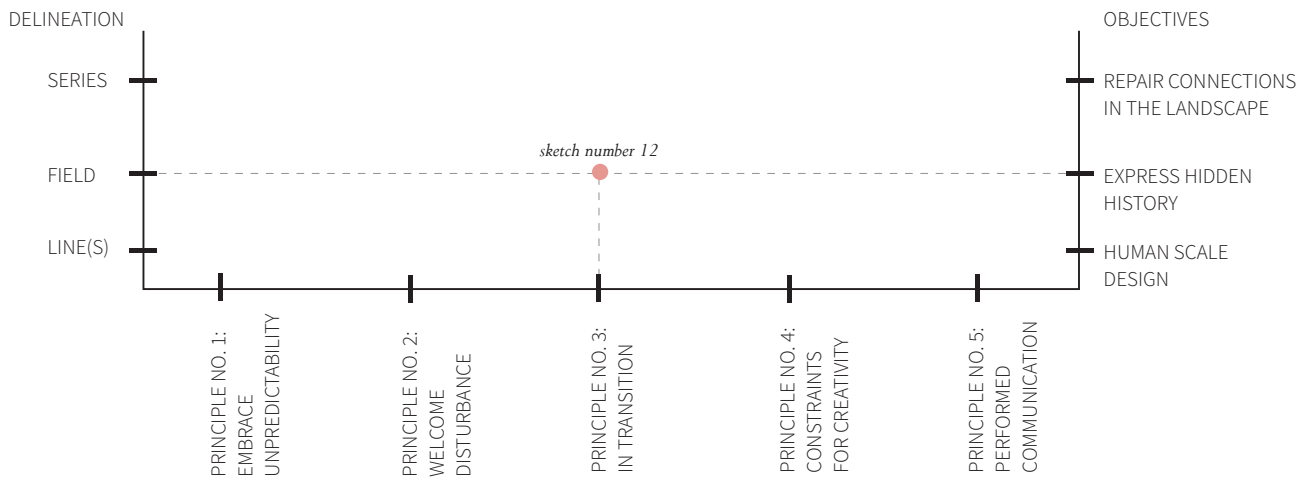 DELINEATION
SERIES
FIELD
LINE(S)
sketch number 12
OBJECTIVES
REPAIR CONNECTIONS
IN THE LANDSCAPE
EXPRESS HIDDEN
HISTORY
HUMAN SCALE
DESIGN
PRINCIPLE NO. 1:
EMBRACE
UNPREDICTABILITY
PRINCIPLE NO. 2:
WELCOME
DISTURBANCE
PRINCIPLE NO. 3:
IN TRANSITION
PRINCIPLE NO. 4:
CONSTRAINTS
FOR CREATIVITY
PRINCIPLE NO. 5:
PERFORMED
COMMUNICATION